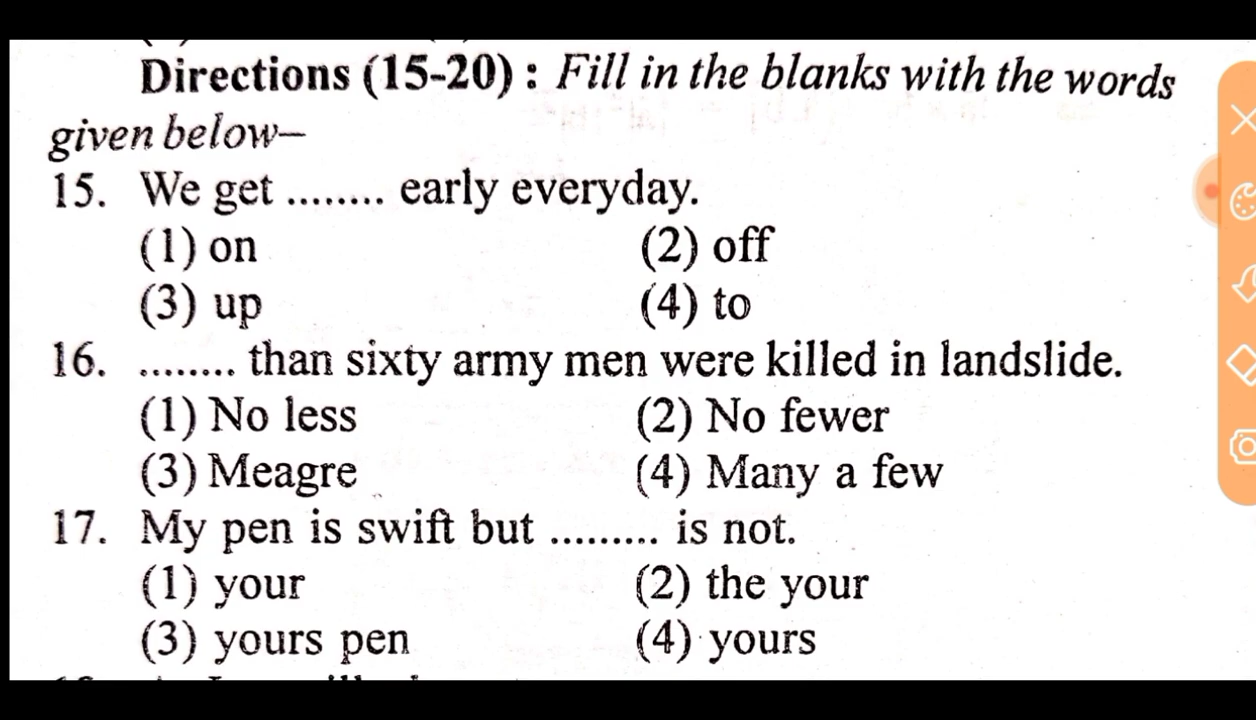 Directions (15-20) : Fill in the blanks with the words
given below–
15. We get ........ early everyday.
(1) on (2) off
(3) up (4) to
16. ........ than sixty army men were killed in landslide.
(1) No less (2) No fewer
(3) Meagre (4) Many a few
17. My pen is swift but ......... is not.
(1) your (2) the your
(3) yours pen (4) yours